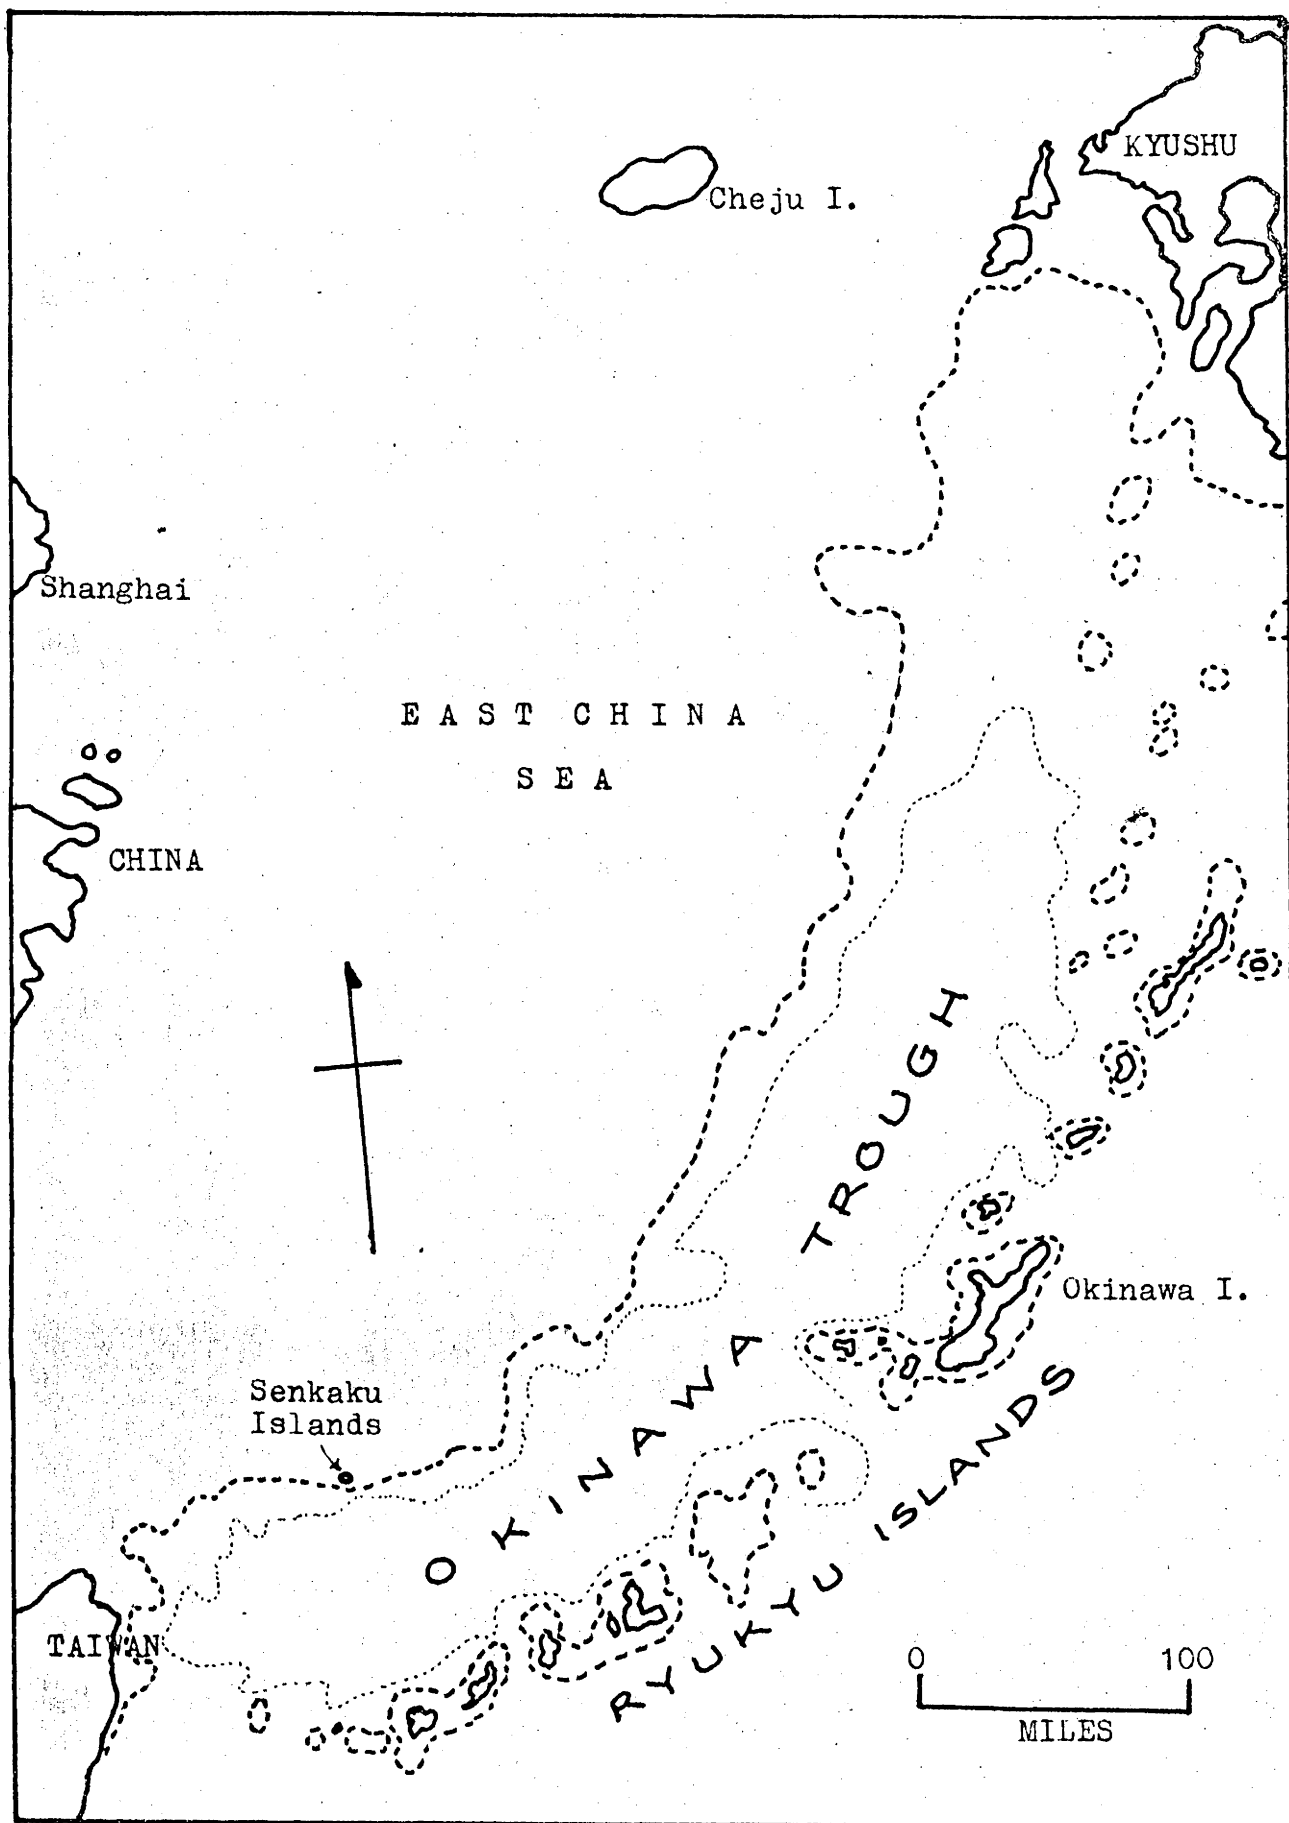 KYUSHU
Cheju I.
Shanghai
EAST CHINA
SEA
CHINA
OKINAWA TROUGH
Okinawa I.
Senkaku
Islands
RYUKYU ISLANDS
TAIWAN
0 100
MILES